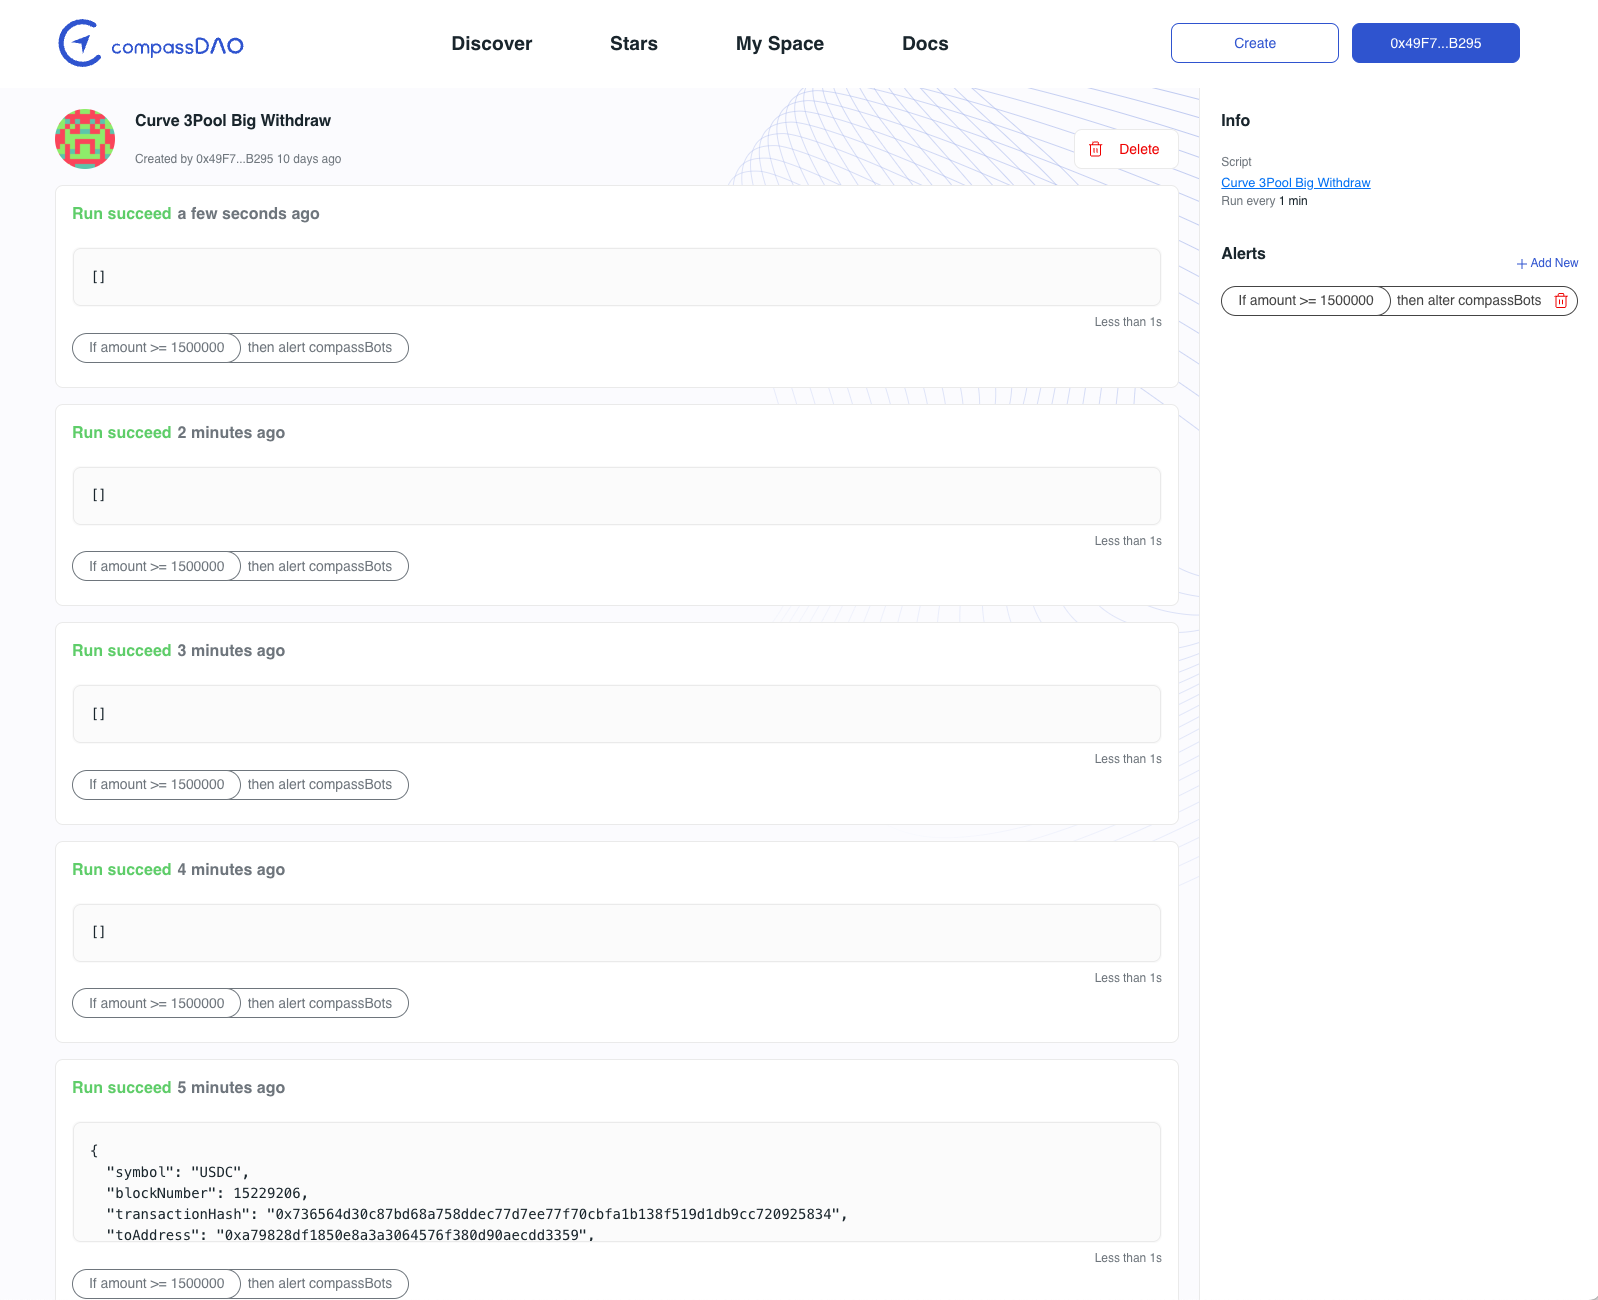 compassDAO
Discover
Stars
My Space
Docs
Create
0x49F7...B295
Curve 3Pool Big Withdraw
Created by 0x49F7...B295 10 days ago
Delete
Run succeed a few seconds ago
[]
Less than 1s
If amount >= 1500000 then alert compassBots
Run succeed 2 minutes ago
[]
Less than 1s
If amount >= 1500000 then alert compassBots
Run succeed 3 minutes ago
[]
Less than 1s
If amount >= 1500000 then alert compassBots
Run succeed 4 minutes ago
[]
Less than 1s
If amount >= 1500000 then alert compassBots
Run succeed 5 minutes ago
{
"symbol": "USDC",
"blockNumber": 15229206,
"transactionHash": "0x736564d30c87bd68a758ddec77d7ee77f70cbfa1b138f519d1db9cc720925834",
"toAddress": "0xa79828df1850e8a3a3064576f380d90aecdd3359",
Less than 1s
If amount >= 1500000 then alert compassBots
Info
Script
Curve 3Pool Big Withdraw
Run every 1 min
Alerts
+ Add New
If amount >= 1500000 then alter compassBots